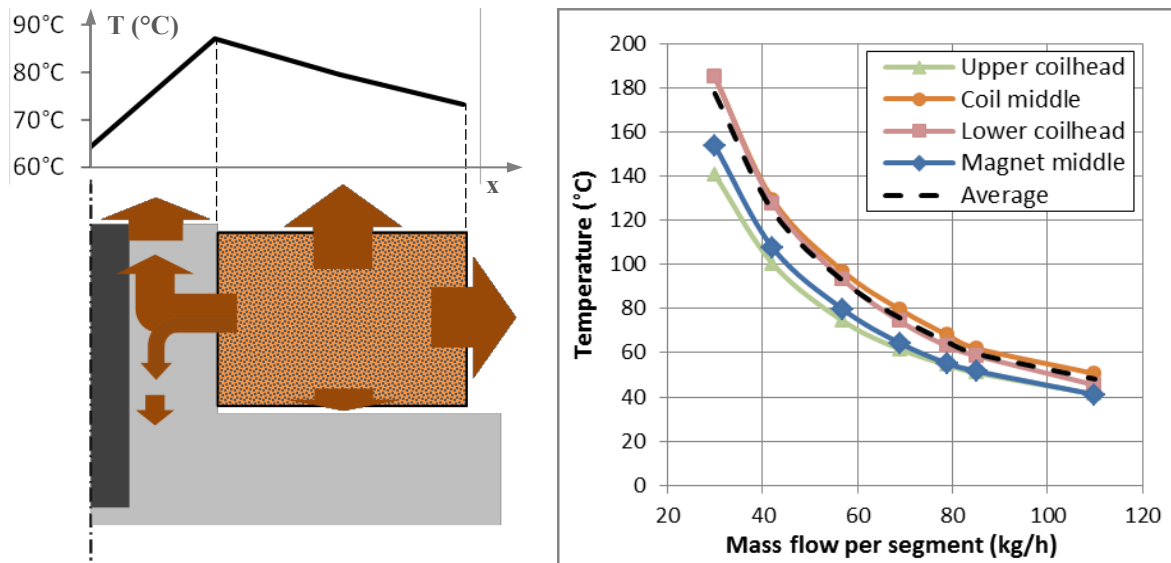 90°C
T (°C)
80°C
70°C
60°C
x
200
180
160
140
120
100
80
60
40
20
0
Temperature (°C)
Upper coilhead
Coil middle
Lower coilhead
Magnet middle
Average
20 40 60 80 100 120
Mass flow per segment (kg/h)